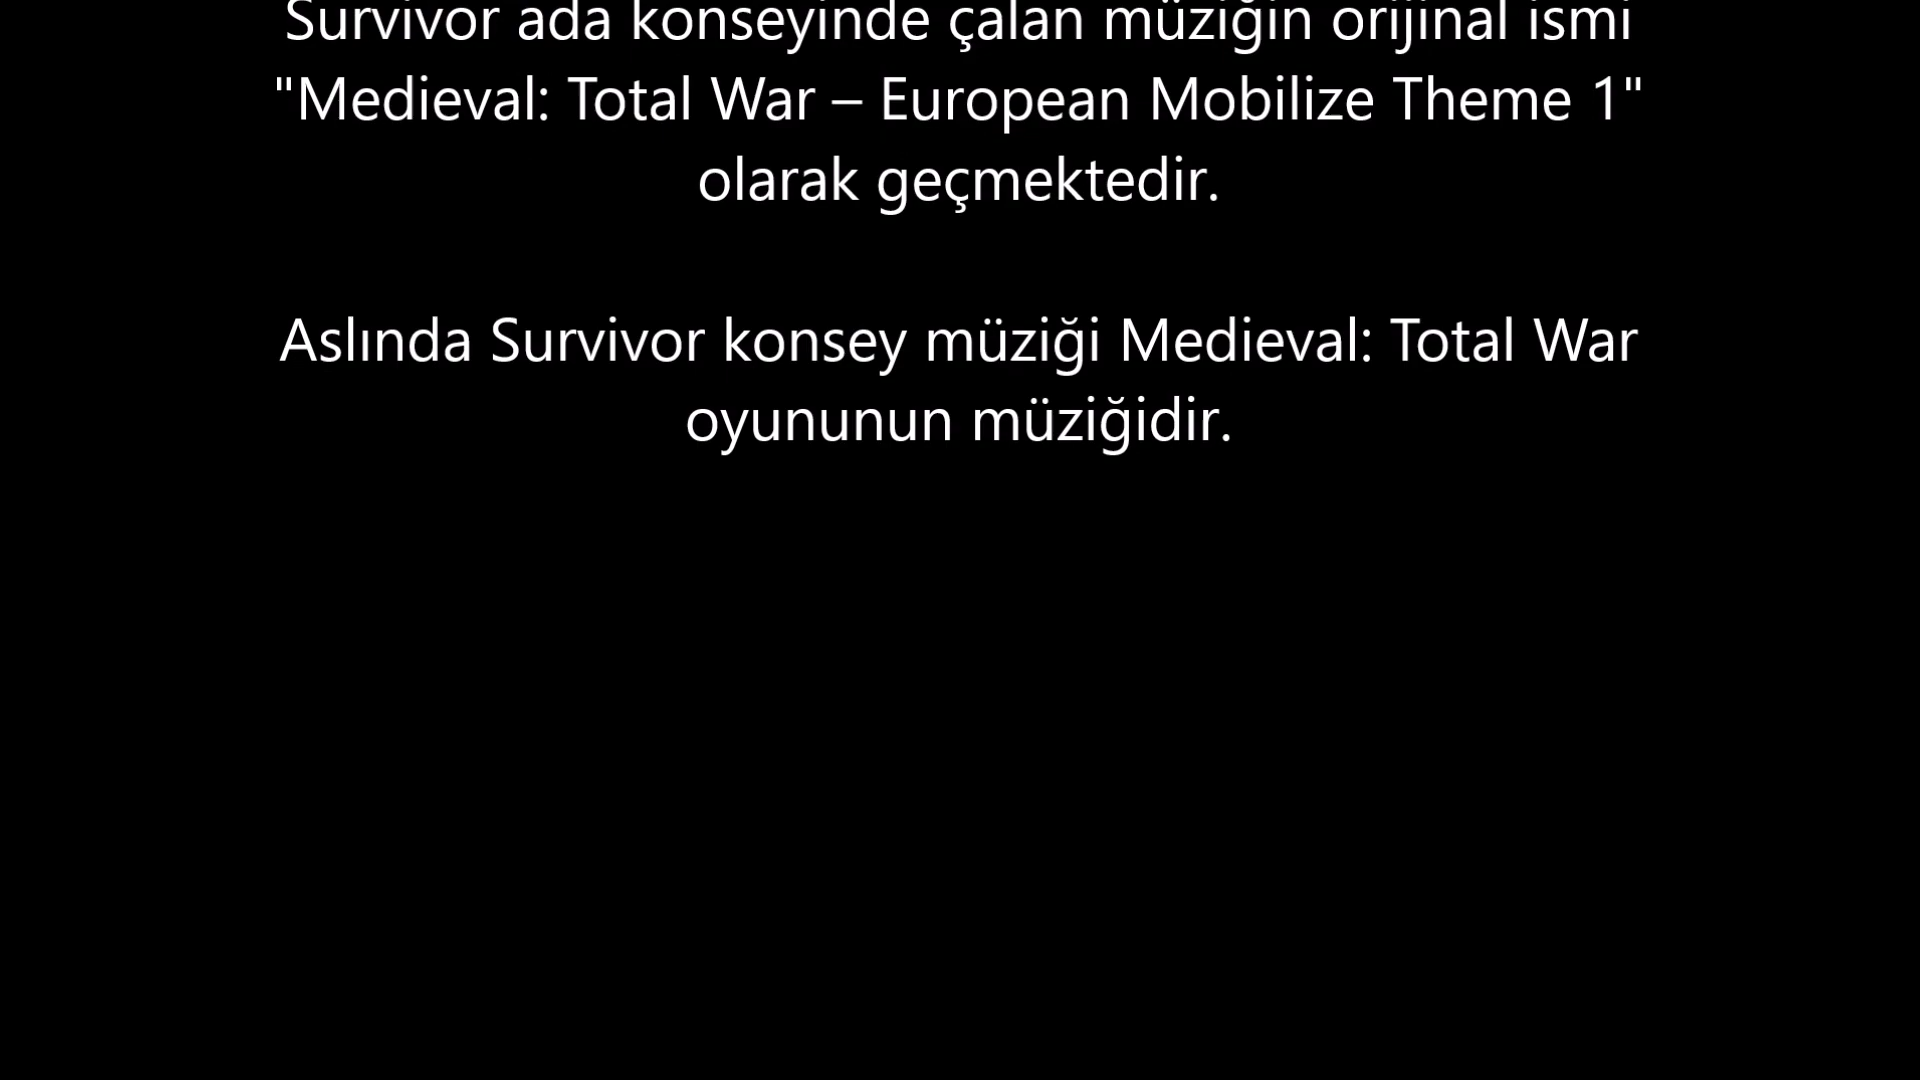 Survivor ada konseyinde çalan müziğin orijinal ismi
"Medieval: Total War – European Mobilize Theme 1"
olarak geçmektedir.
Aslında Survivor konsey müziği Medieval: Total War
oyununun müziğidir.